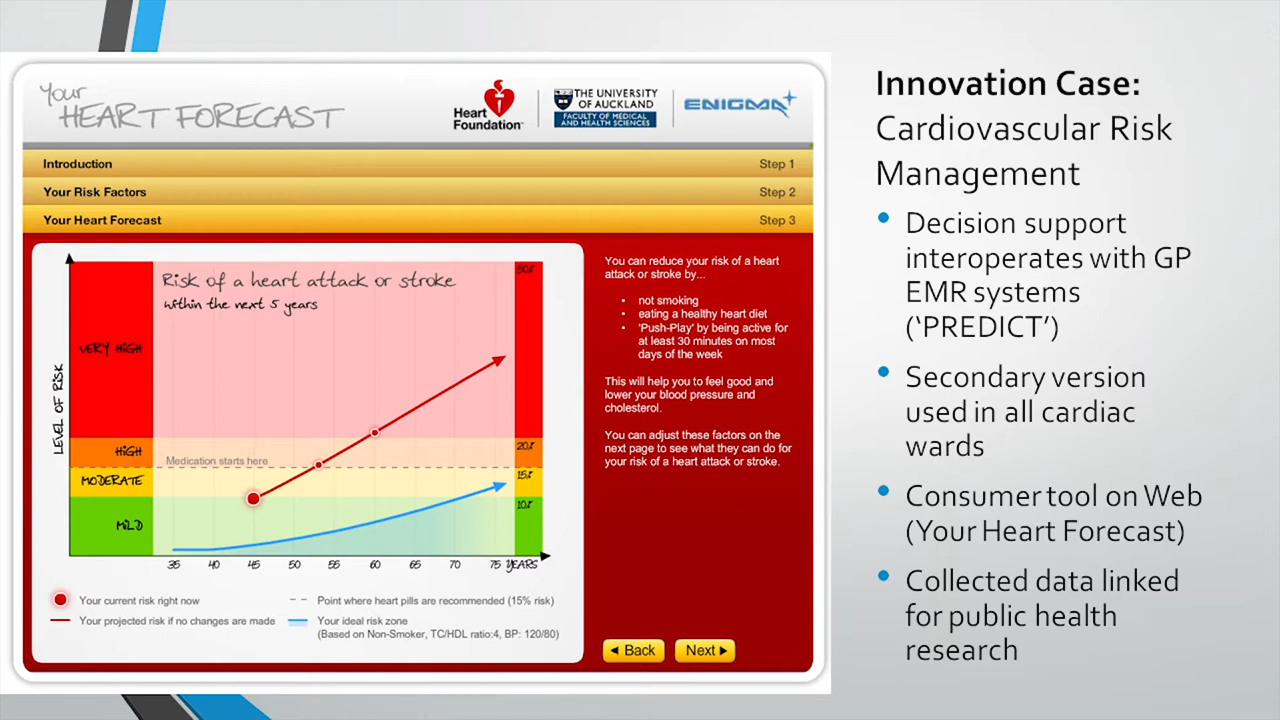 Your
HEART FORECAST
Heart
Foundation™
THE UNIVERSITY
OF AUCKLAND
FACULTY OF MEDICAL
AND HEALTH SCIENCES
ENIGMA
Introduction Step 1
Your Risk Factors Step 2
Your Heart Forecast Step 3
Risk of a heart attack or stroke
within the next 5 years
LEVEL OF RISK
VERY HIGH
HIGH
MODERATE
MILD
50%
20%
15%
10%
Medication starts here
35 40 45 50 55 60 65 70 75 YEARS
Your current risk right now
Your projected risk if no changes are made
Point where heart pills are recommended (15% risk)
Your ideal risk zone
(Based on Non-Smoker, TC/HDL ratio:4, BP: 120/80)
You can reduce your risk of a heart
attack or stroke by...
• not smoking
• eating a healthy heart diet
• 'Push-Play' by being active for
at least 30 minutes on most
days of the week
This will help you to feel good and
lower your blood pressure and
cholesterol.
You can adjust these factors on the
next page to see what they can do for
your risk of a heart attack or stroke.
Back
Next
Innovation Case:
Cardiovascular Risk
Management
• Decision support
interoperates with GP
EMR systems
(‘PREDICT’)
• Secondary version
used in all cardiac
wards
• Consumer tool on Web
(Your Heart Forecast)
• Collected data linked
for public health
research